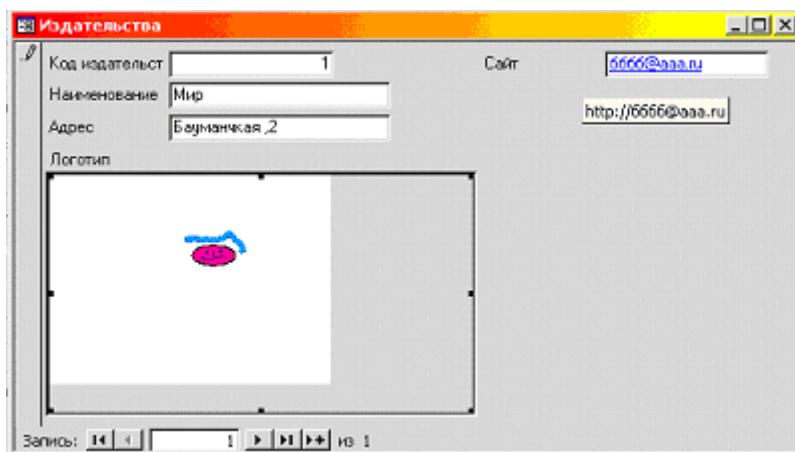 Издательства
Код издательст 1 Сайт 6666@aaa.ru
Наименование Мир
http://6666@aaa.ru
Адрес Бауманчкая ,2
Логотип
Запись: 1 из 1